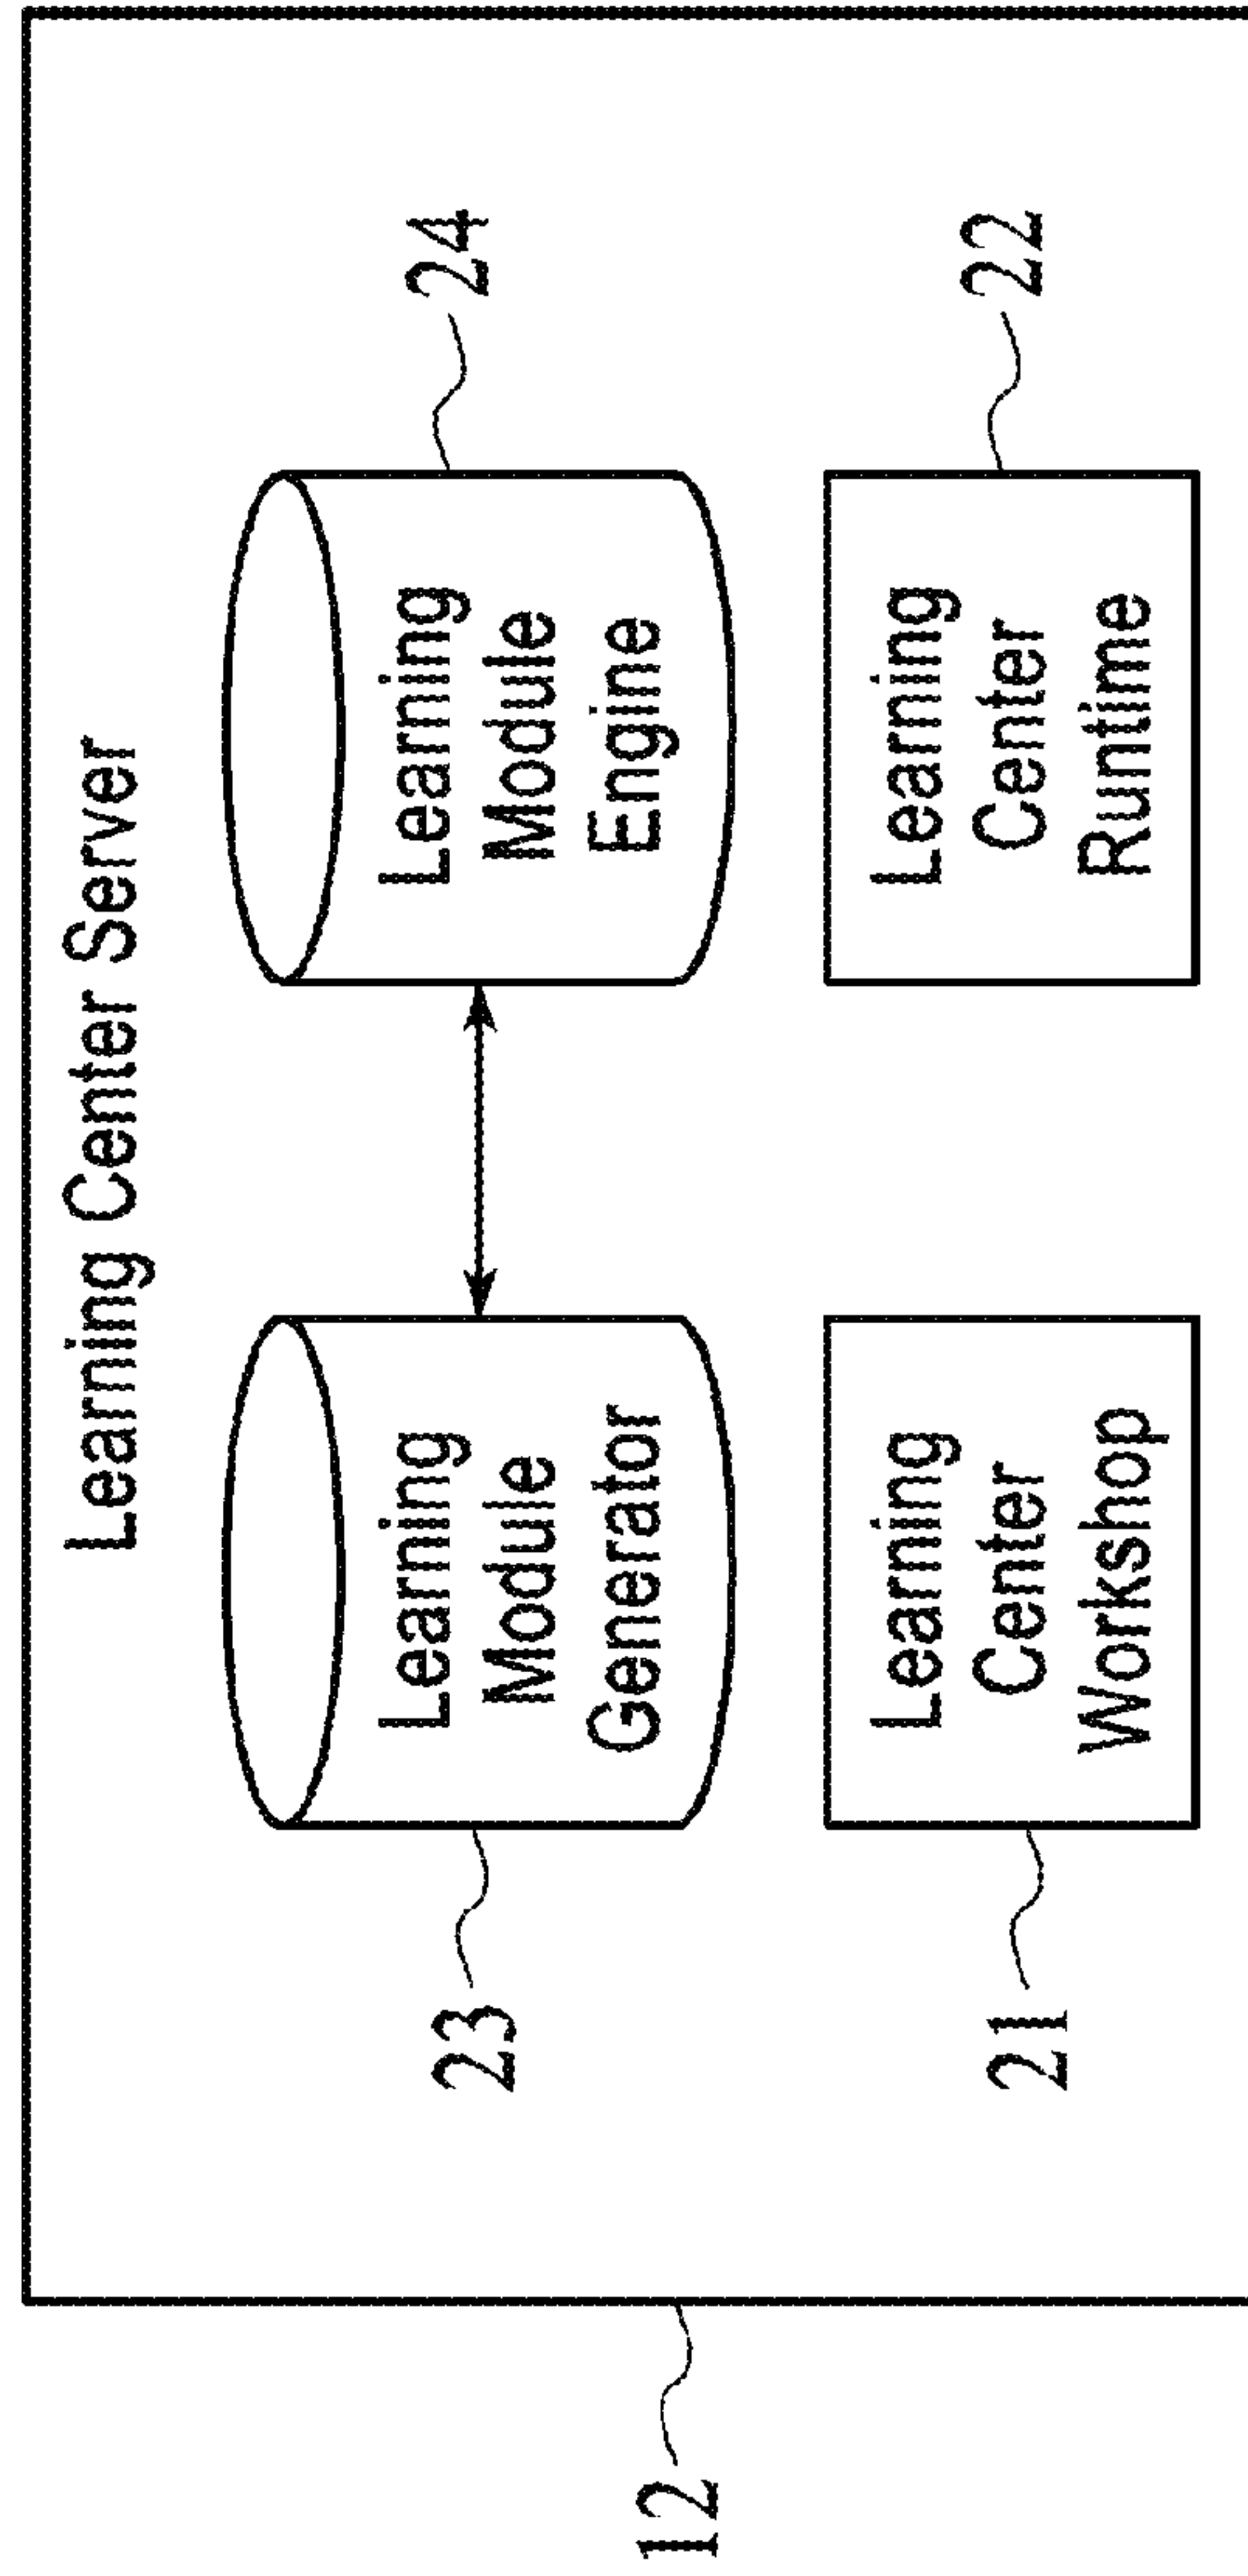 Learning Center Server
23
Learning
Module
Generator
Learning
Module
Engine
24
12
21
Learning
Center
Workshop
Learning
Center
Runtime
22